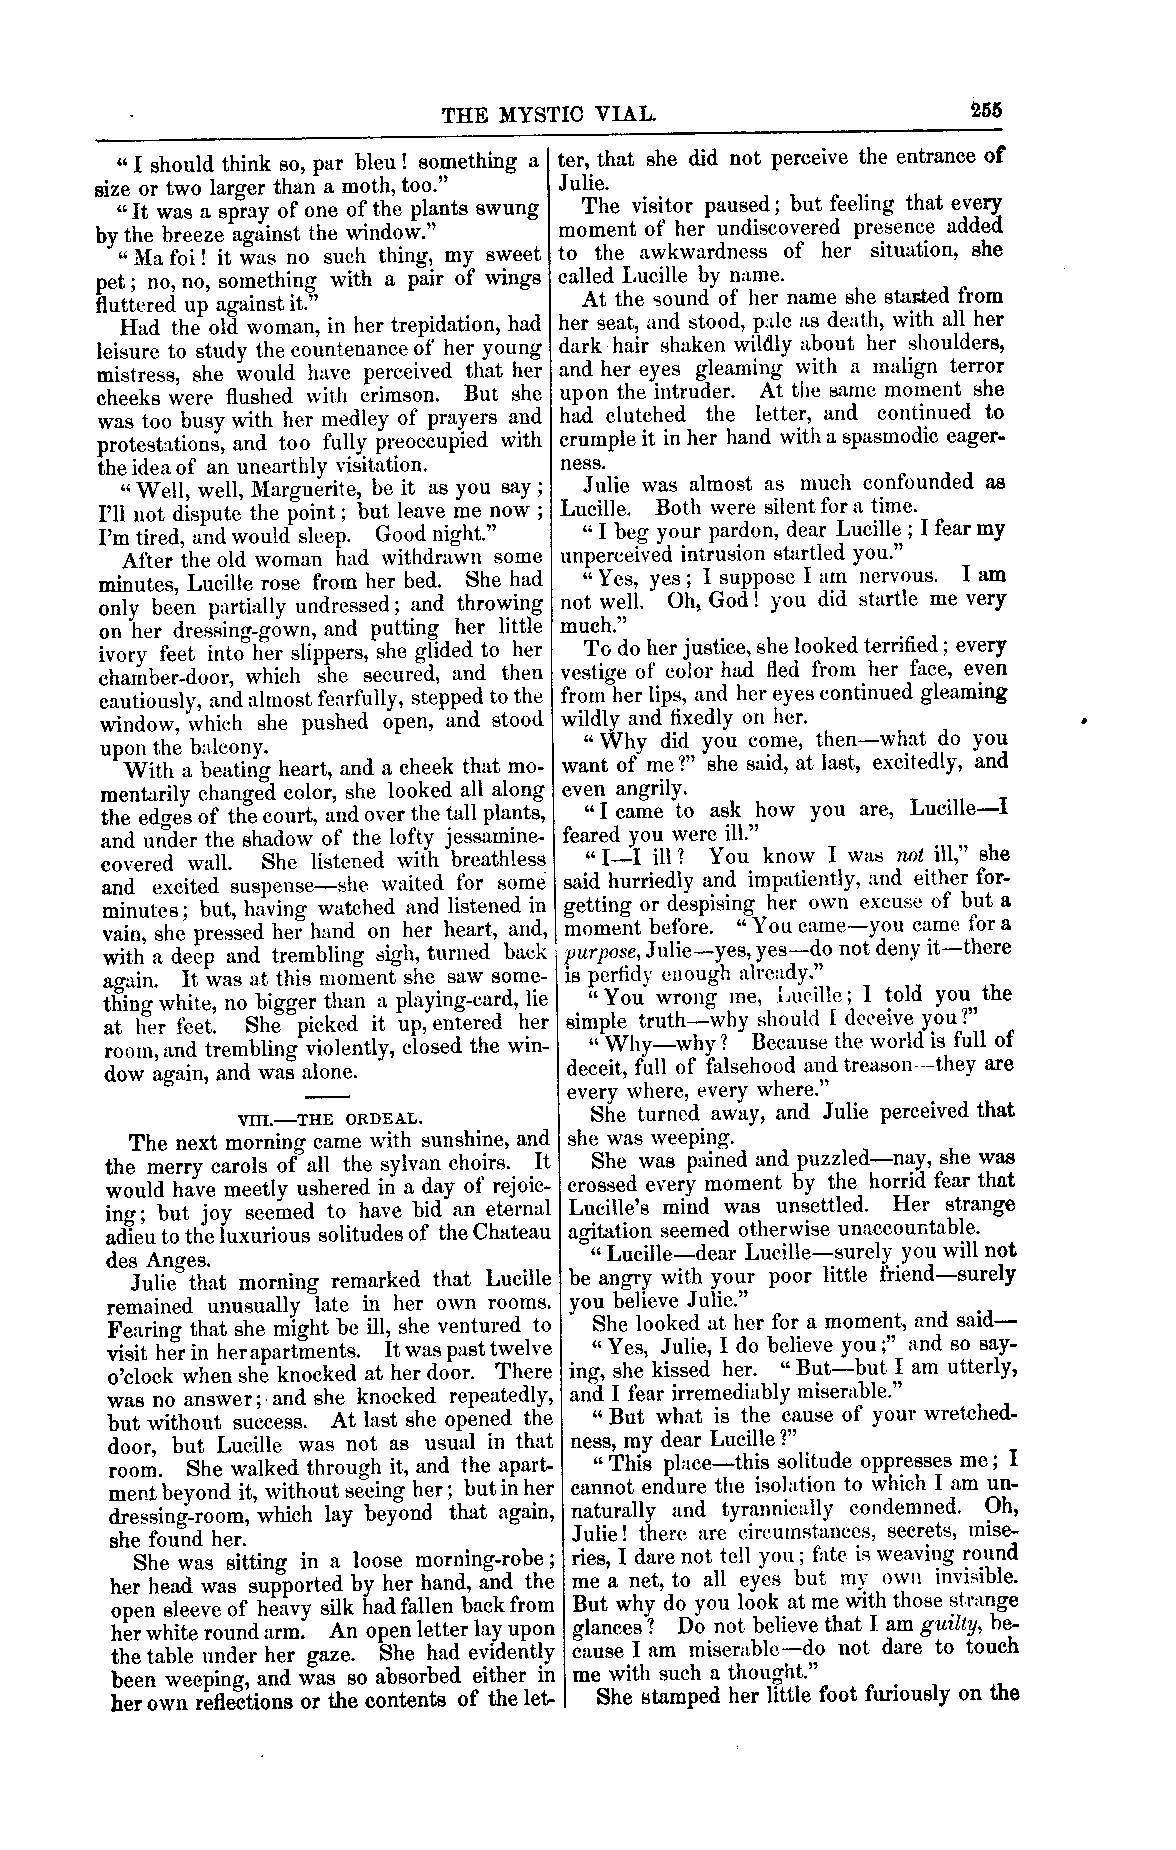 THE MYSTIC VIAL.
255
“I should think so, par bleu! something a
size or two larger than a moth, too.”
“It was a spray of one of the plants swung
by the breeze against the window.”
“Ma foi! it was no such thing, my sweet
pet; no, no, something with a pair of wings
fluttered up against it.”
Had the old woman, in her trepidation, had
leisure to study the countenance of her young
mistress, she would have perceived that her
cheeks were flushed with crimson. But she
was too busy with her medley of prayers and
protestations, and too fully preoccupied with
the idea of an unearthly visitation.
“Well, well, Marguerite, be it as you say;
I'll not dispute the point; but leave me now;
I'm tired, and would sleep. Good night.”
After the old woman had withdrawn some
minutes, Lucille rose from her bed. She had
only been partially undressed; and throwing
on her dressing-gown, and putting her little
ivory feet into her slippers, she glided to her
chamber-door, which she secured, and then
cautiously, and almost fearfully, stepped to the
window, which she pushed open, and stood
upon the balcony.
With a beating heart, and a cheek that mo-
mentarily changed color, she looked all along
the edges of the court, and over the tall plants,
and under the shadow of the lofty jessamine-
covered wall. She listened with breathless
and excited suspense—she waited for some
minutes; but, having watched and listened in
vain, she pressed her hand on her heart, and,
with a deep and trembling sigh, turned back
again. It was at this moment she saw some-
thing white, no bigger than a playing-card, lie
at her feet. She picked it up, entered her
room, and trembling violently, closed the win-
dow again, and was alone.
VIII.—THE ORDEAL.
The next morning came with sunshine, and
the merry carols of all the sylvan choirs. It
would have meetly ushered in a day of rejoic-
ing; but joy seemed to have bid an eternal
adieu to the luxurious solitudes of the Chateau
des Anges.
Julie that morning remarked that Lucille
remained unusually late in her own rooms.
Fearing that she might be ill, she ventured to
visit her in her apartments. It was past twelve
o'clock when she knocked at her door. There
was no answer; and she knocked repeatedly,
but without success. At last she opened the
door, but Lucille was not as usual in that
room. She walked through it, and the apart-
ment beyond it, without seeing her; but in her
dressing-room, which lay beyond that again,
she found her.
She was sitting in a loose morning-robe;
her head was supported by her hand, and the
open sleeve of heavy silk had fallen back from
her white round arm. An open letter lay upon
the table under her gaze. She had evidently
been weeping, and was so absorbed either in
her own reflections or the contents of the let-
ter, that she did not perceive the entrance of
Julie.
The visitor paused; but feeling that every
moment of her undiscovered presence added
to the awkwardness of her situation, she
called Lucille by name.
At the sound of her name she started from
her seat, and stood, pale as death, with all her
dark hair shaken wildly about her shoulders,
and her eyes gleaming with a malign terror
upon the intruder. At the same moment she
had clutched the letter, and continued to
crumple it in her hand with a spasmodic eager-
ness.
Julie was almost as much confounded as
Lucille. Both were silent for a time.
“I beg your pardon, dear Lucille; I fear my
unperceived intrusion startled you.”
“Yes, yes; I suppose I am nervous. I am
not well. Oh, God! you did startle me very
much.”
To do her justice, she looked terrified; every
vestige of color had fled from her face, even
from her lips, and her eyes continued gleaming
wildly and fixedly on her.
“Why did you come, then—what do you
want of me?” she said, at last, excitedly, and
even angrily.
“I came to ask how you are, Lucille—I
feared you were ill.”
“I—I ill? You know I was not ill,” she
said hurriedly and impatiently, and either for-
getting or despising her own excuse of but a
moment before. “You came—you came for a
purpose, Julie—yes, yes—do not deny it—there
is perfidy enough already.”
“You wrong me, Lucille; I told you the
simple truth—why should I deceive you?”
“Why—why? Because the world is full of
deceit, full of falsehood and treason—they are
every where, every where.”
She turned away, and Julie perceived that
she was weeping.
She was pained and puzzled—nay, she was
crossed every moment by the horrid fear that
Lucille's mind was unsettled. Her strange
agitation seemed otherwise unaccountable.
“Lucille—dear Lucille—surely you will not
be angry with your poor little friend—surely
you believe Julie.”
She looked at her for a moment, and said—
“Yes, Julie, I do believe you;” and so say-
ing, she kissed her. “But—but I am utterly,
and I fear irremediably miserable.”
“But what is the cause of your wretched-
ness, my dear Lucille?”
“This place—this solitude oppresses me; I
cannot endure the isolation to which I am un-
naturally and tyrannically condemned. Oh,
Julie! there are circumstances, secrets, mise-
ries, I dare not tell you; fate is weaving round
me a net, to all eyes but my own invisible.
But why do you look at me with those strange
glances? Do not believe that I am guilty, be-
cause I am miserable—do not dare to touch
me with such a thought.”
She stamped her little foot furiously on the